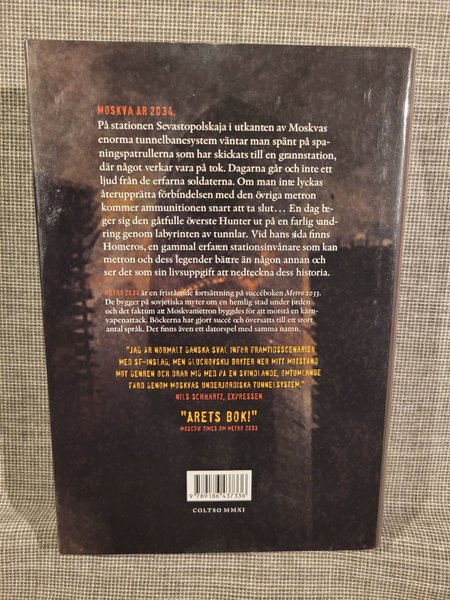 MOSKVA ÅR 2034.
På stationen Sevastopolskaja i utkanten av Moskvas
enorma tunnelbanesystem väntar man spänt på spa-
ningspatrullerna som har skickats till en grannstation,
där något verkar vara på tok. Dagarna går och inte ett
ljud från de erfarna soldaterna. Om man inte lyckas
återupprätta förbindelsen med den övriga metron
kommer ammunitionen snart att ta slut... En dag be-
ger sig den gåtfulle överste Hunter ut på en farlig vand-
ring genom labyrinten av tunnlar. Vid hans sida finns
Homeros, en gammal erfaren stationsinvånare som kan
metron och dess legender bättre än någon annan och
ser det som sin livsuppgift att nedteckna dess historia.
METRO 2034 är en fristående fortsättning på succéboken Metro 2033.
De bygger på sovjetiska myter om en hemlig stad under jorden
och det faktum att Moskvametron byggdes för att motstå en kärn-
vapenattack. Böckerna har gjort succé och översatts till ett stort
antal språk. Det finns även ett datorspel med samma namn.
"JAG ÄR NORMALT GANSKA SVAL INFÖR FRAMTIDSSCENARIER
MED SF-INSLAG, MEN GLUCHOVSKIJ BRYTER NER MITT MOTSTÅND
MOT GENREN OCH DRAR MIG MED PÅ EN SVINDLANDE, OMTUMLANDE
FÄRD GENOM MOSKVAS UNDERJORDISKA TUNNELSYSTEM."
NILS SCHWARTZ, EXPRESSEN
"ÅRETS BOK!"
MOSCOW TIMES OM METRO 2033
9 789186 437336
COLTSO MMXI